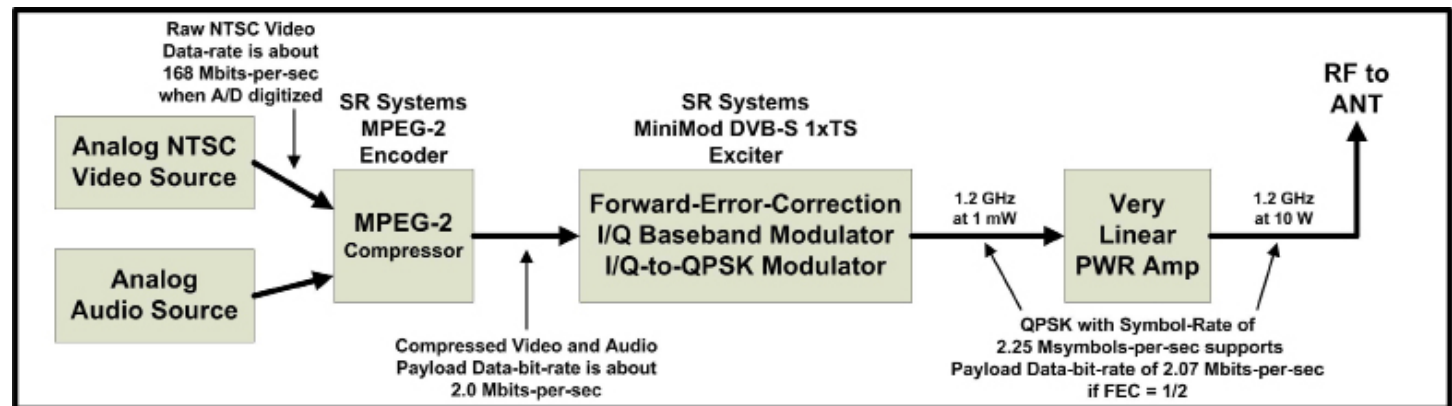 Raw NTSC Video
Data-rate is about
168 Mbits-per-sec
when A/D digitized
Analog NTSC
Video Source
Analog
Audio Source
SR Systems
MPEG-2
Encoder
MPEG-2
Compressor
Compressed Video and Audio
Payload Data-bit-rate is about
2.0 Mbits-per-sec
SR Systems
MiniMod DVB-S 1xTS
Exciter
Forward-Error-Correction
I/Q Baseband Modulator
I/Q-to-QPSK Modulator
1.2 GHz
at 1 mW
Very
Linear
PWR Amp
1.2 GHz
at 10 W
RF to
ANT
QPSK with Symbol-Rate of
2.25 Msymbols-per-sec supports
Payload Data-bit-rate of 2.07 Mbits-per-sec
if FEC = 1/2